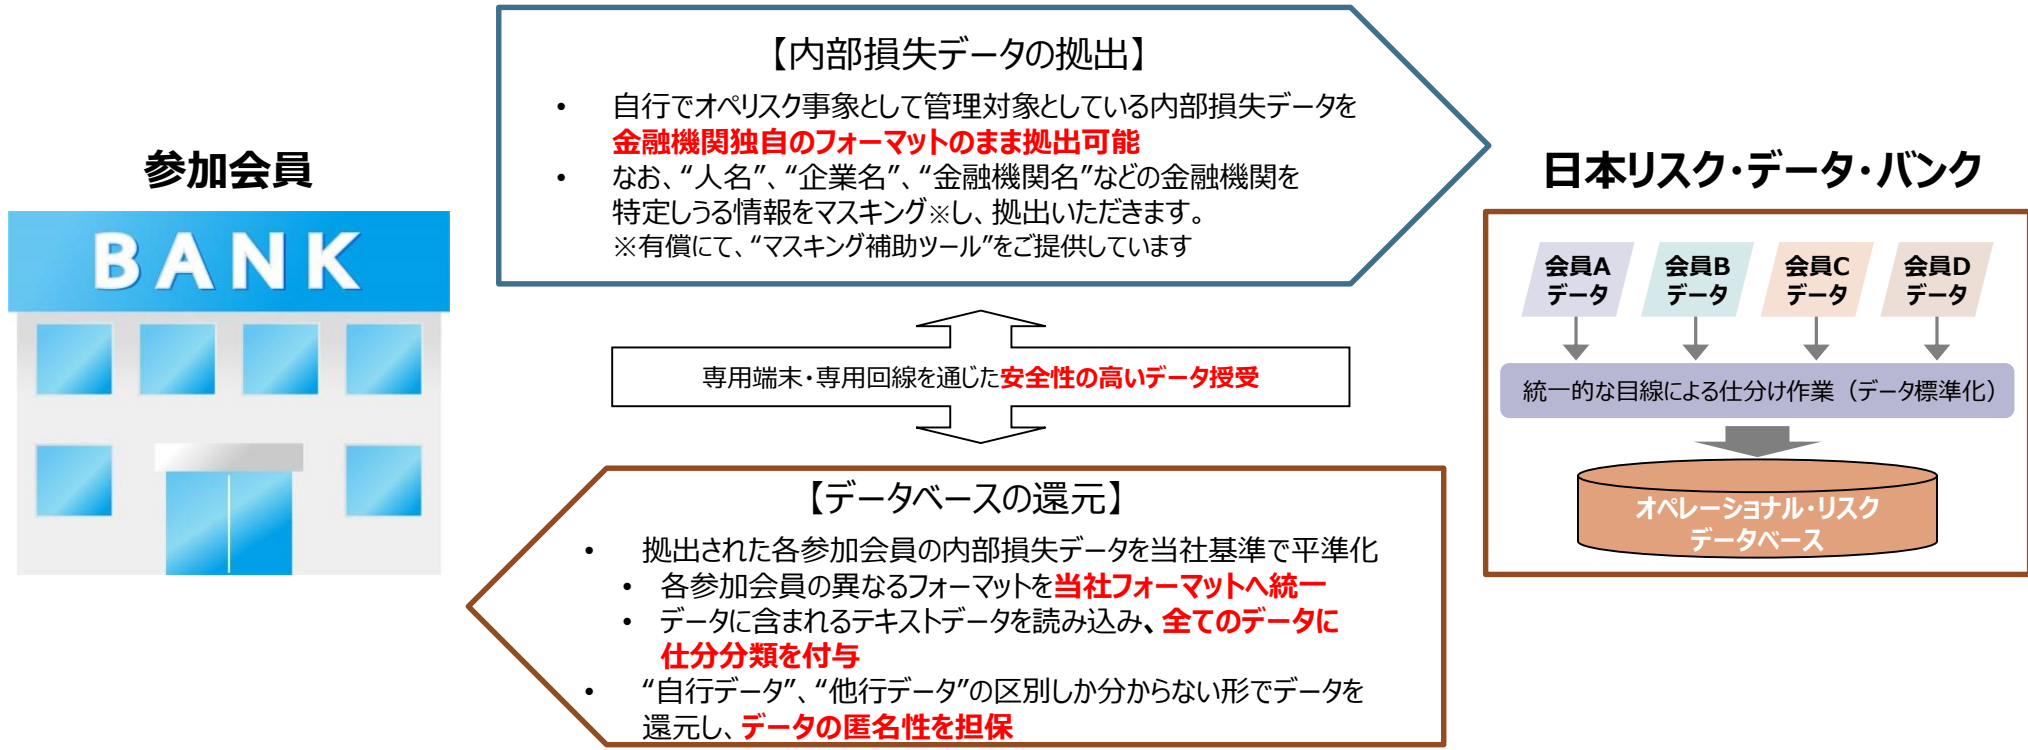 参加会員
BANK
【内部損失データの拠出】
• 自行でオペリスク事象として管理対象としている内部損失データを
金融機関独自のフォーマットのまま拠出可能
• なお、“人名”、“企業名”、“金融機関名”などの金融機関を
特定しうる情報をマスキング※し、拠出いただきます。
※有償にて、“マスキング補助ツール”をご提供しています
専用端末・専用回線を通じた安全性の高いデータ授受
【データベースの還元】
• 拠出された各参加会員の内部損失データを当社基準で平準化
• 各参加会員の異なるフォーマットを当社フォーマットへ統一
• データに含まれるテキストデータを読み込み、全てのデータに
仕分分類を付与
• “自行データ”、“他行データ”の区別しか分からない形でデータを
還元し、データの匿名性を担保
日本リスク・データ・バンク
会員A
データ
会員B
データ
会員C
データ
会員D
データ
統一的な目線による仕分け作業（データ標準化）
オペレーショナル・リスク
データベース